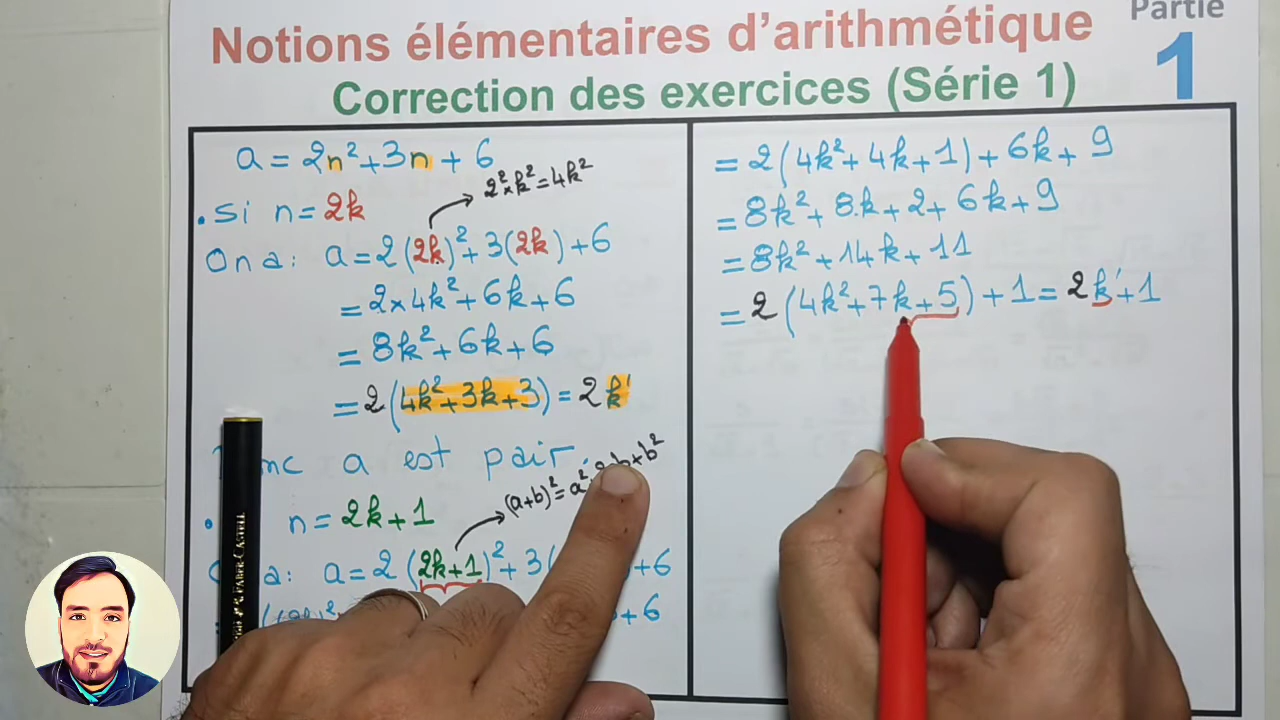 Notions élémentaires d'arithmétique
Correction des exercices (Série 1)
Partie
1
a = 2n² + 3n + 6
2² × k² = 4k²
. Si n = 2k
On a : a = 2(2k)² + 3(2k) + 6
= 2 × 4k² + 6k + 6
= 8k² + 6k + 6
= 2(4k² + 3k + 3) = 2k'
a est pair.
(a+b)² = a² b²
. n = 2k + 1
a : a = 2(2k+1)² + 3( + 6
+ 6
= 2(4k² + 4k + 1) + 6k + 9
= 8k² + 8k + 2 + 6k + 9
= 8k² + 14k + 11
= 2(4k² + 7k + 5) + 1 = 2k' + 1
FABER-CASTELL